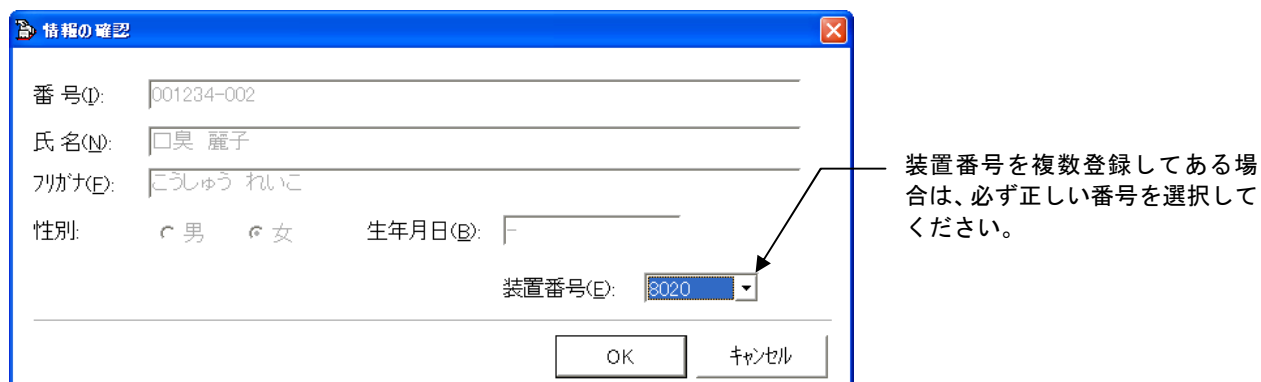 情報の確認
番 号(I): 001234-002
氏 名(N): 口臭 麗子
フリガナ(F): こうしゅう れいこ
性別: 男 女 生年月日(B): -
装置番号(E): 8020
OK キャンセル
装置番号を複数登録してある場
合は、必ず正しい番号を選択して
ください。